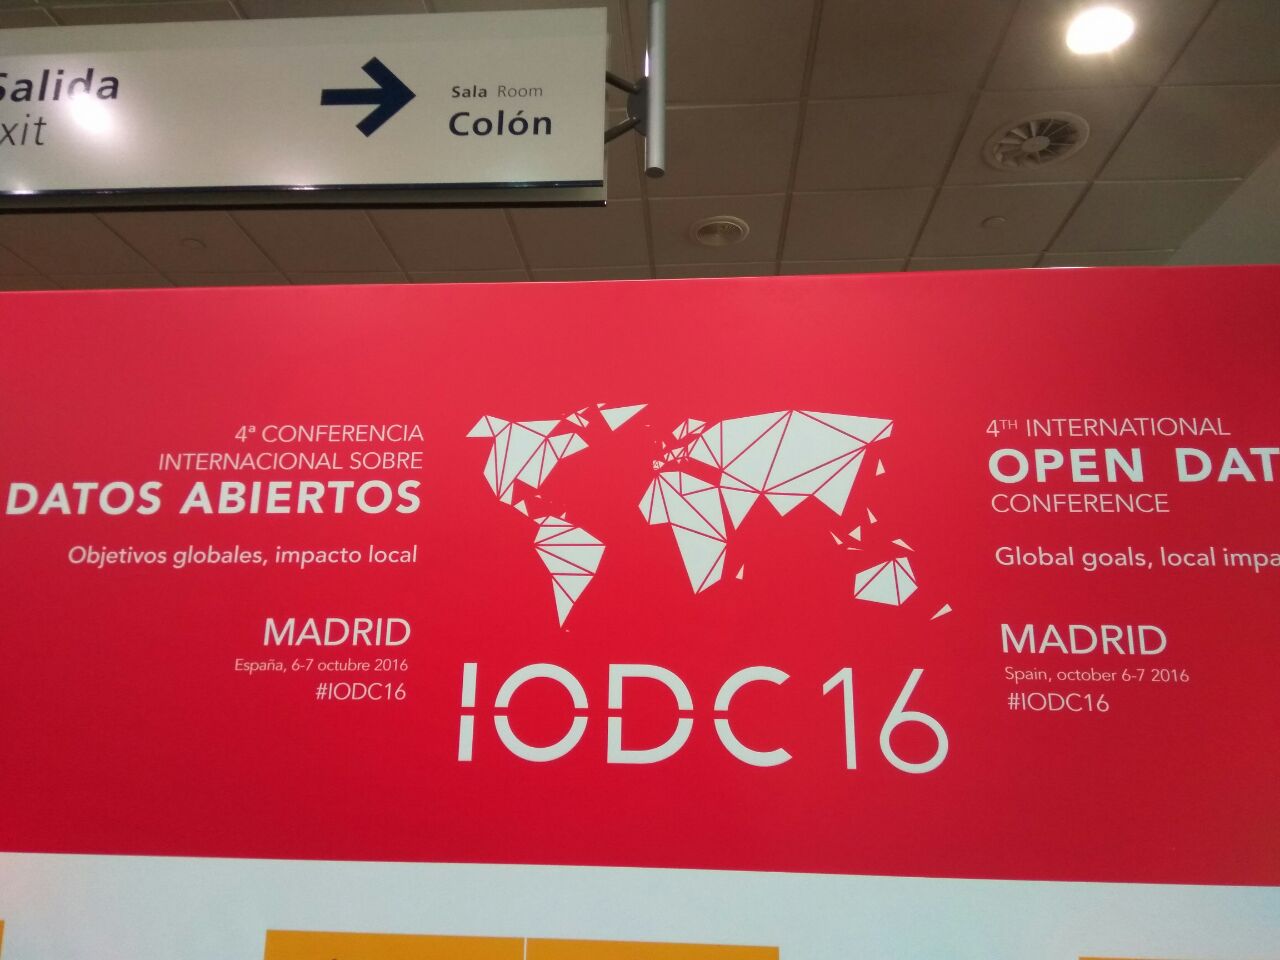 Salida
Exit
Sala Room
Colón
4ª CONFERENCIA
INTERNACIONAL SOBRE
DATOS ABIERTOS
Objetivos globales, impacto local
MADRID
España, 6-7 octubre 2016
#IODC16
IODC16
4TH INTERNATIONAL
OPEN DAT
CONFERENCE
Global goals, local impa
MADRID
Spain, october 6-7 2016
#IODC16